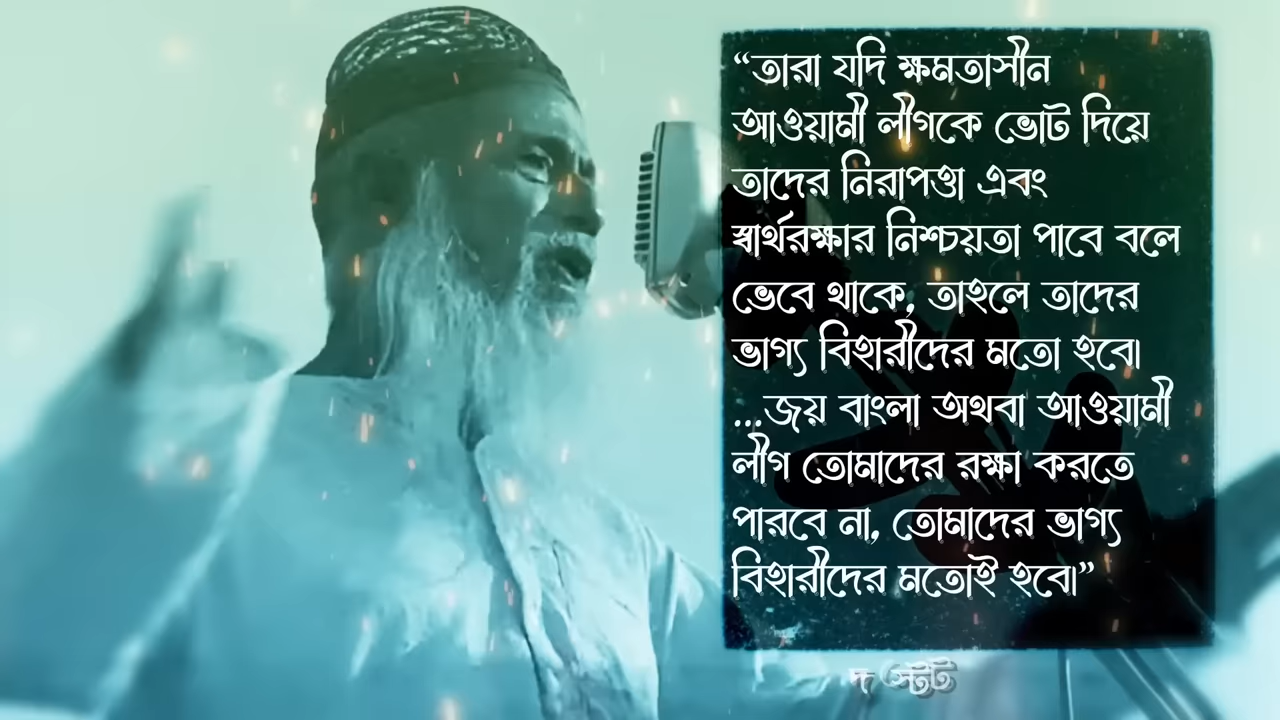 “তারা যদি ক্ষমতাসীন
আওয়ামী লীগকে ভোট দিয়ে
তাদের নিরাপত্তা এবং
স্বার্থরক্ষার নিশ্চয়তা পাবে বলে
ভেবে থাকে, তাহলে তাদের
ভাগ্য বিহারীদের মতো হবে।
...জয় বাংলা অথবা আওয়ামী
লীগ তোমাদের রক্ষা করতে
পারবে না, তোমাদের ভাগ্য
বিহারীদের মতোই হবে।”